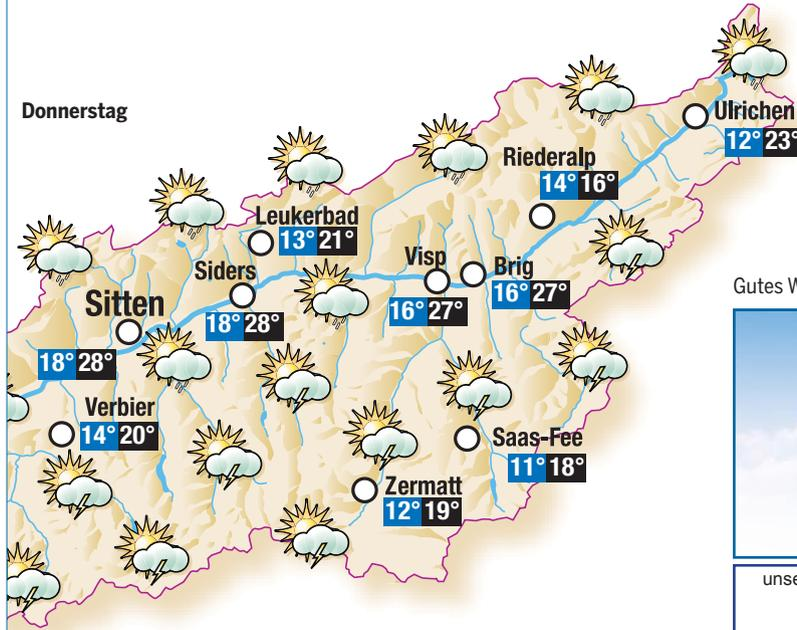 Donnerstag
Ulrichen
12° 23°
Riederalp
14° 16°
Leukerbad
13° 21°
Siders
18° 28°
Visp
16° 27°
Brig
16° 27°
Sitten
18° 28°
Verbier
14° 20°
Saas-Fee
11° 18°
Zermatt
12° 19°
Gutes W
unse